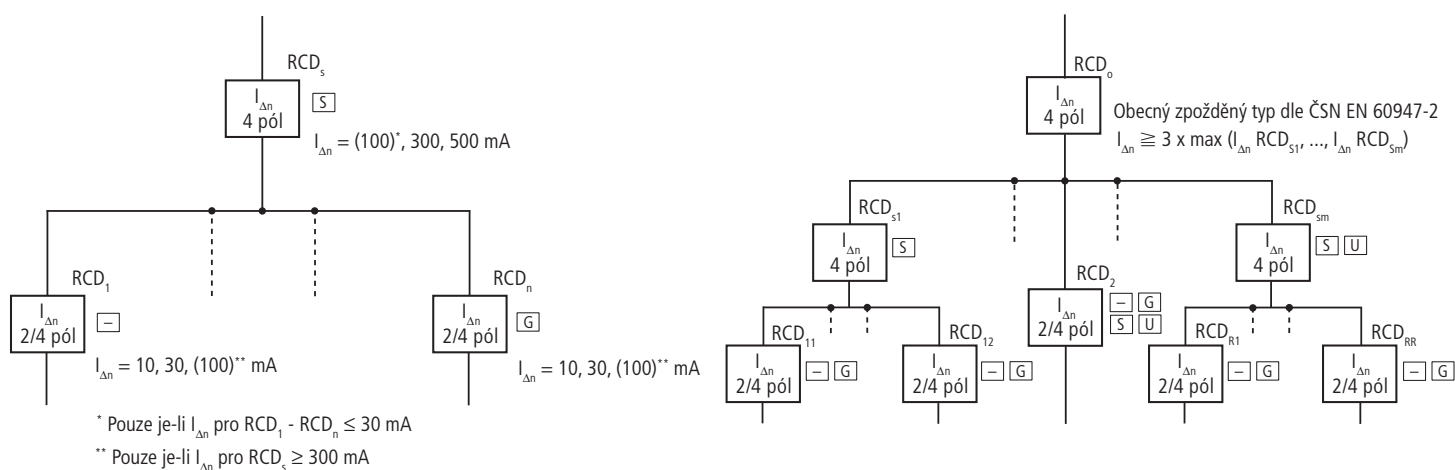 RCDs
IΔn
4 pól
S
IΔn = (100)*, 300, 500 mA
RCD1
IΔn
2/4 pól
–
IΔn = 10, 30, (100)** mA
RCDn
IΔn
2/4 pól
G
IΔn = 10, 30, (100)** mA
* Pouze je-li IΔn pro RCD1 - RCDn ≤ 30 mA
** Pouze je-li IΔn pro RCDs ≥ 300 mA
RCDo
IΔn
4 pól
Obecný zpožděný typ dle ČSN EN 60947-2
IΔn ≧ 3 x max (IΔn RCDS1, ..., IΔn RCDSm)
RCDs1
IΔn
4 pól
S
RCDsm
IΔn
4 pól
S U
RCD2
IΔn
2/4 pól
– G
S U
RCD11
IΔn
2/4 pól
– G
RCD12
IΔn
2/4 pól
– G
RCDR1
IΔn
2/4 pól
– G
RCDRR
IΔn
2/4 pól
– G